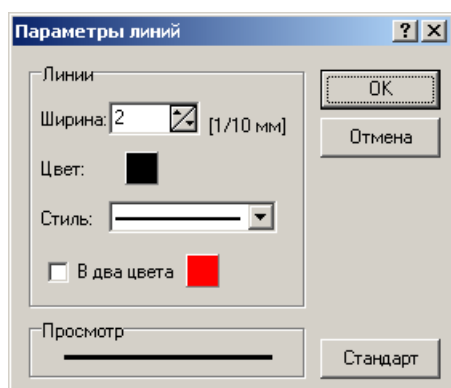 Параметры линий
Линии
Ширина: 2 [1/10 мм]
Цвет:
Стиль:
В два цвета
Просмотр
OK
Отмена
Стандарт